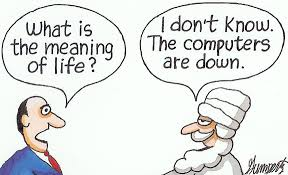 What is
the meaning
of life?
I don't know.
The computers
are down.